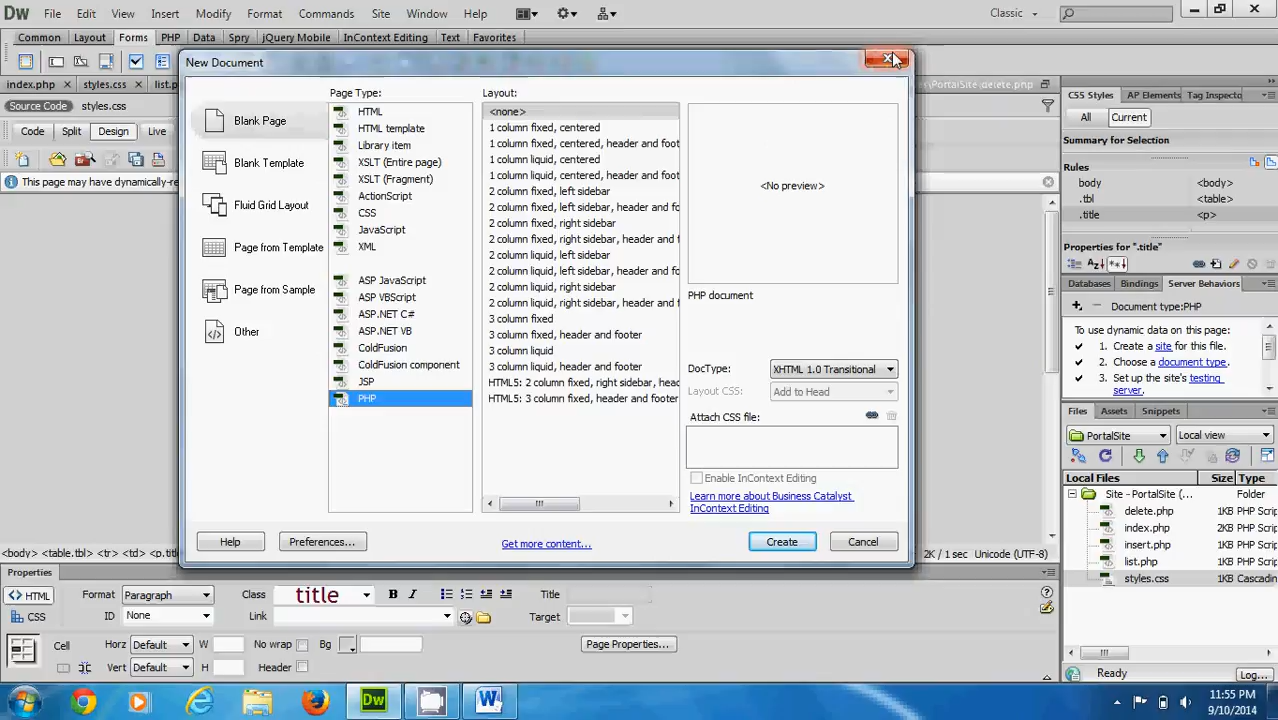 Dw File Edit View Insert Modify Format Commands Site Window Help Classic
Common Layout Forms PHP Data Spry jQuery Mobile InContext Editing Text Favorites
New Document
index.php × styles.css × list.p
PortalSite\delete.php
Source Code styles.css
Code Split Design Live
This page may have dynamically-re
Blank Page
Blank Template
Fluid Grid Layout
Page from Template
Page from Sample
Other
Page Type:
HTML
HTML template
Library item
XSLT (Entire page)
XSLT (Fragment)
ActionScript
CSS
JavaScript
XML
ASP JavaScript
ASP VBScript
ASP.NET C#
ASP.NET VB
ColdFusion
ColdFusion component
JSP
PHP
Layout:
<none>
1 column fixed, centered
1 column fixed, centered, header and foot
1 column liquid, centered
1 column liquid, centered, header and foot
2 column fixed, left sidebar
2 column fixed, left sidebar, header and fo
2 column fixed, right sidebar
2 column fixed, right sidebar, header and f
2 column liquid, left sidebar
2 column liquid, left sidebar, header and fo
2 column liquid, right sidebar
2 column liquid, right sidebar, header and f
3 column fixed
3 column fixed, header and footer
3 column liquid
3 column liquid, header and footer
HTML5: 2 column fixed, right sidebar, head
HTML5: 3 column fixed, header and footer
<No preview>
PHP document
DocType: XHTML 1.0 Transitional
Layout CSS: Add to Head
Attach CSS file:
Enable InContext Editing
Learn more about Business Catalyst
InContext Editing
Help Preferences... Get more content... Create Cancel
CSS Styles AP Elements Tag Inspecto
All Current
Summary for Selection
Rules
body <body>
.tbl <table>
.title <p>
Properties for ".title"
Databases Bindings Server Behaviors
Document type:PHP
To use dynamic data on this page:
1. Create a site for this file.
2. Choose a document type.
3. Set up the site's testing
server.
Files Assets Snippets
PortalSite Local view
Local Files Size Type
Site - PortalSite (... Folder
delete.php 1KB PHP Scrip
index.php 1KB PHP Scrip
insert.php 1KB PHP Scrip
list.php 1KB PHP Scrip
styles.css 1KB Cascadin
Ready Log...
<body> <table.tbl> <tr> <td> <p.title
2K / 1 sec Unicode (UTF-8)
Properties
HTML Format Paragraph Class title B I Title
CSS ID None Link Target
Cell Horz Default W No wrap Bg Page Properties...
Vert Default H Header
Dw
W
11:55 PM
9/10/2014